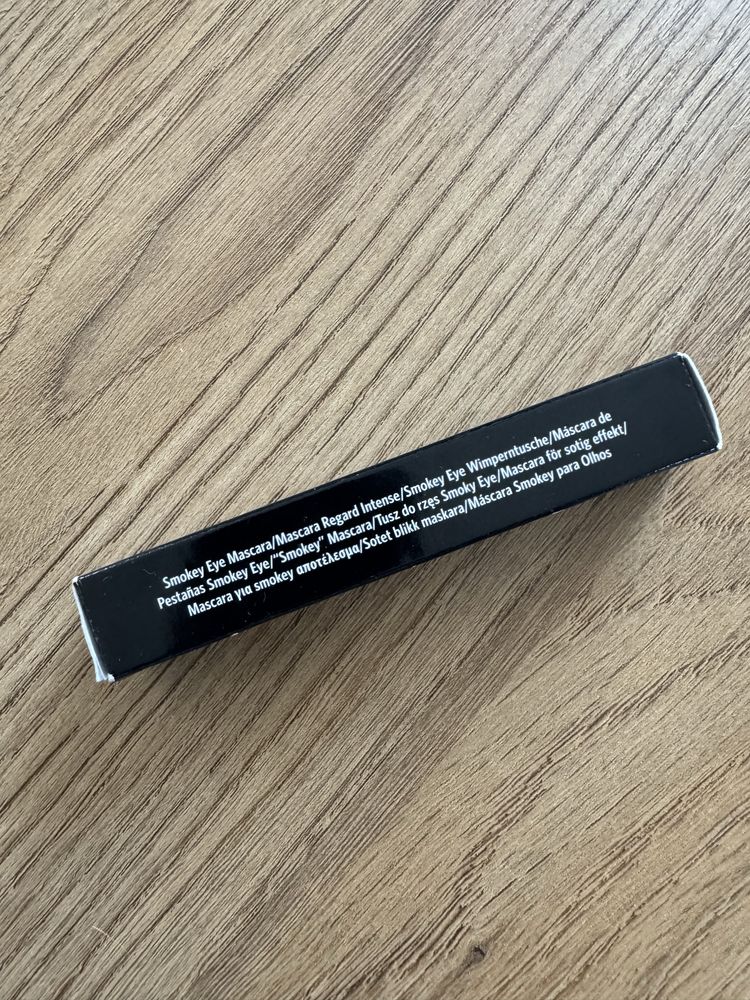 Smokey Eye Mascara/Mascara Regard Intense/Smokey Eye Wimperntusche/Máscara de
Pestañas Smokey Eye/"Smokey" Mascara/Tusz do rzęs Smoky Eye/Mascara för sotig effekt/
Mascara για smokey αποτέλεσμα/Sotet blikk maskara/Máscara Smokey para Olhos